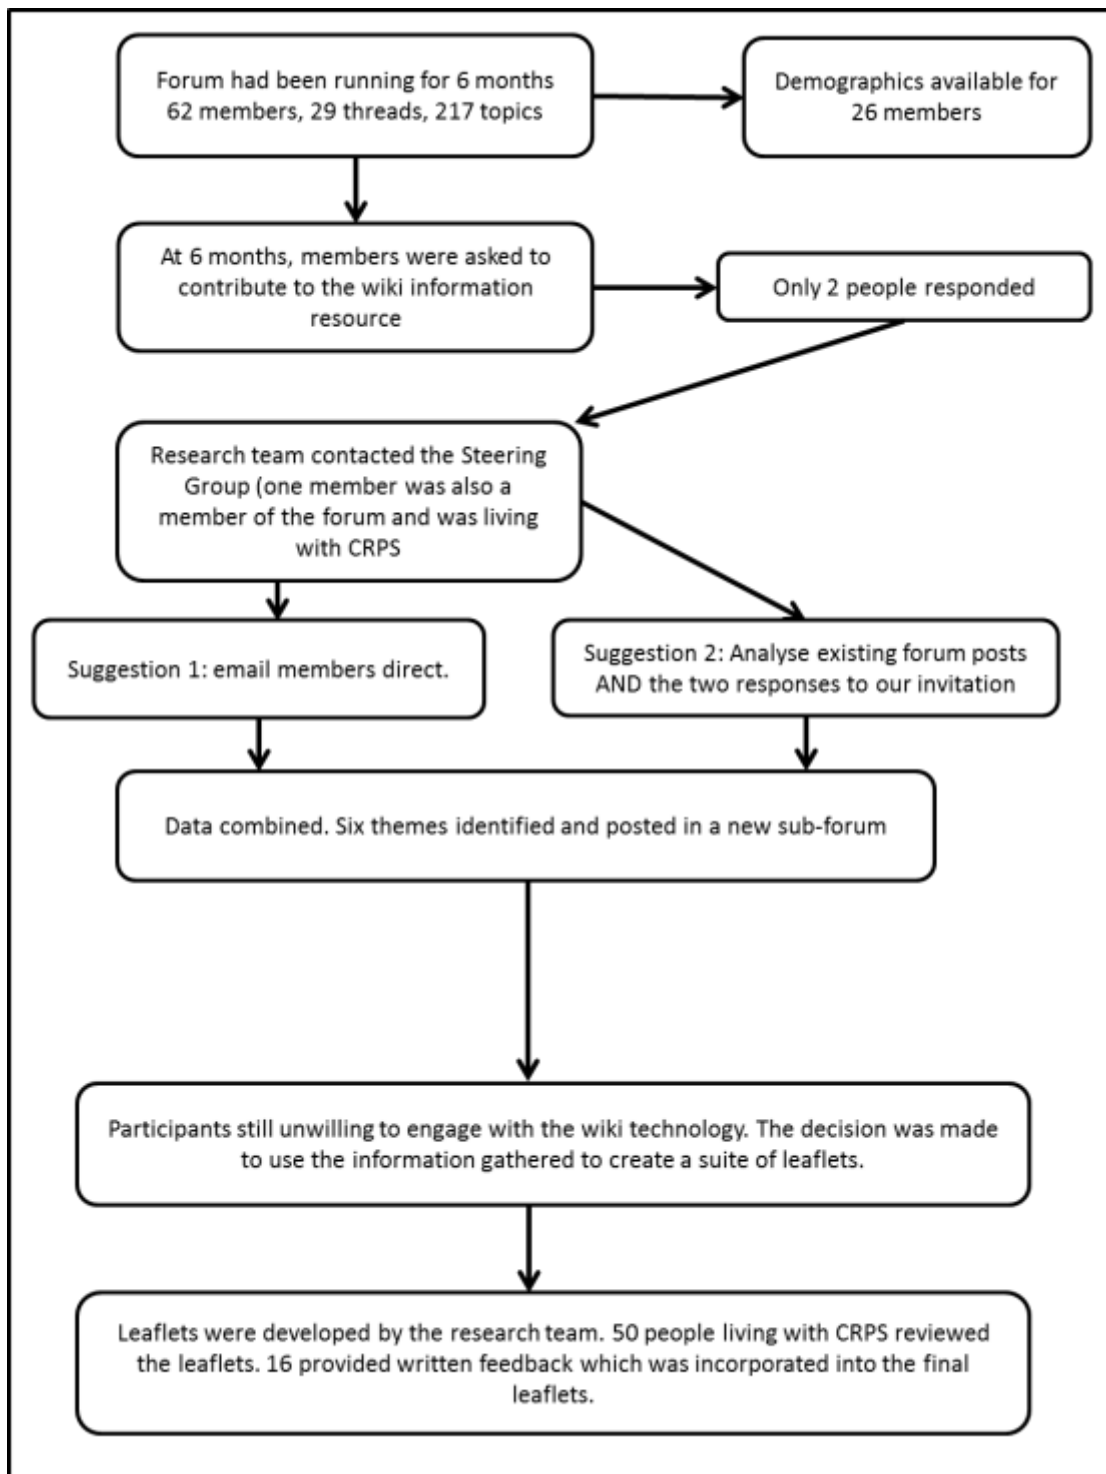 Forum had been running for 6 months
62 members, 29 threads, 217 topics
Demographics available for
26 members
At 6 months, members were asked to
contribute to the wiki information
resource
Only 2 people responded
Research team contacted the Steering
Group (one member was also a
member of the forum and was living
with CRPS
Suggestion 1: email members direct.
Suggestion 2: Analyse existing forum posts
AND the two responses to our invitation
Data combined. Six themes identified and posted in a new sub-forum
Participants still unwilling to engage with the wiki technology. The decision was made
to use the information gathered to create a suite of leaflets.
Leaflets were developed by the research team. 50 people living with CRPS reviewed
the leaflets. 16 provided written feedback which was incorporated into the final
leaflets.